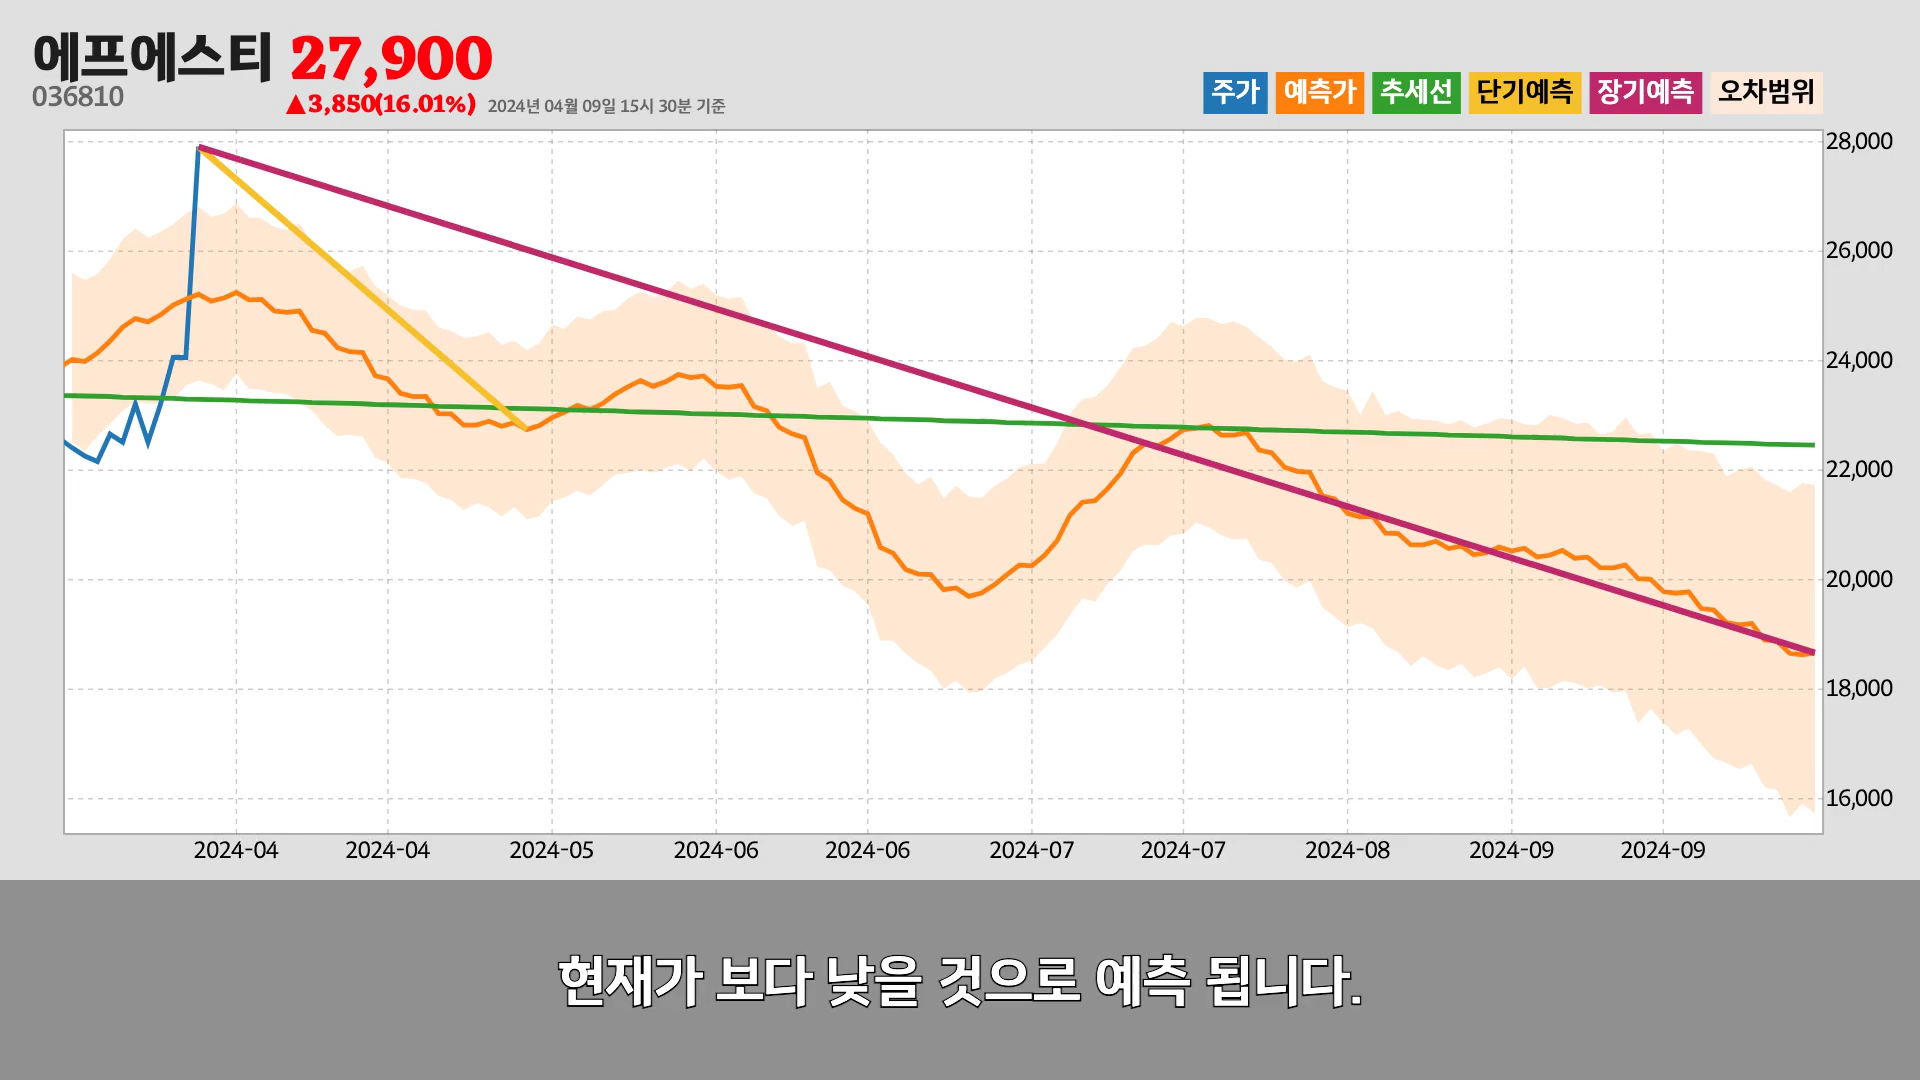 에프에스티 27,900
036810
▲3,850(16.01%) 2024년 04월 09일 15시 30분 기준
주가 예측가 추세선 단기예측 장기예측 오차범위
28,000
26,000
24,000
22,000
20,000
18,000
16,000
2024-04 2024-04 2024-05 2024-06 2024-06 2024-07 2024-07 2024-08 2024-09 2024-09
현재가 보다 낮을 것으로 예측 됩니다.